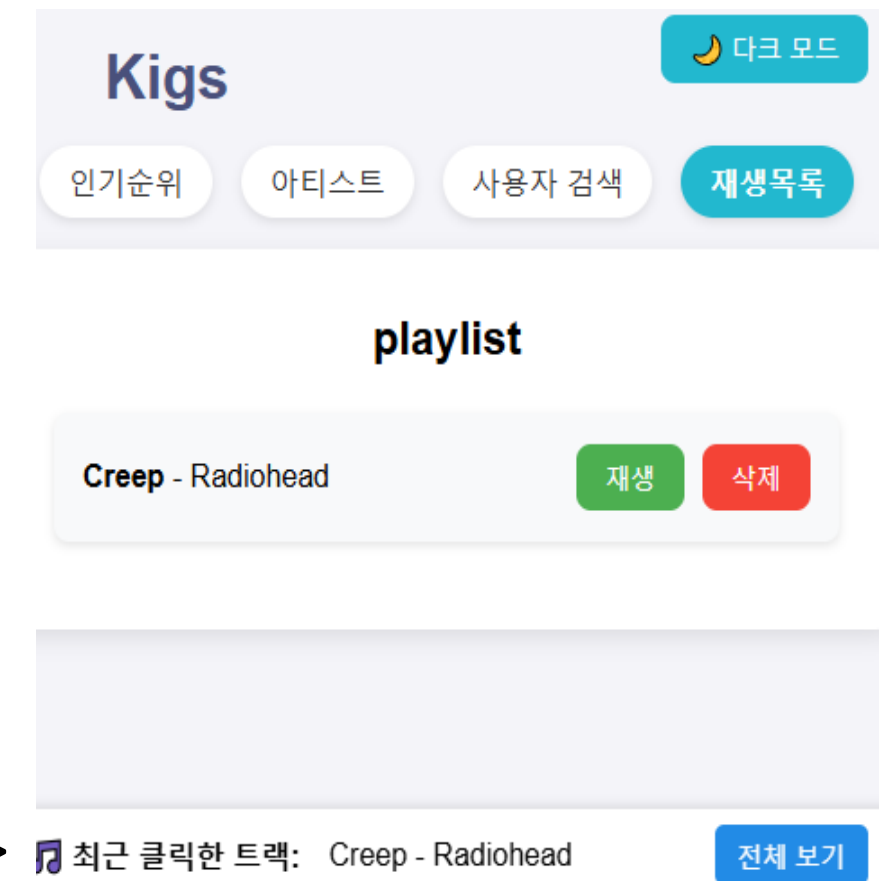 Kigs
🌙 다크 모드
인기순위 아티스트 사용자 검색 재생목록
playlist
Creep - Radiohead 재생 삭제
🎵 최근 클릭한 트랙: Creep - Radiohead 전체 보기